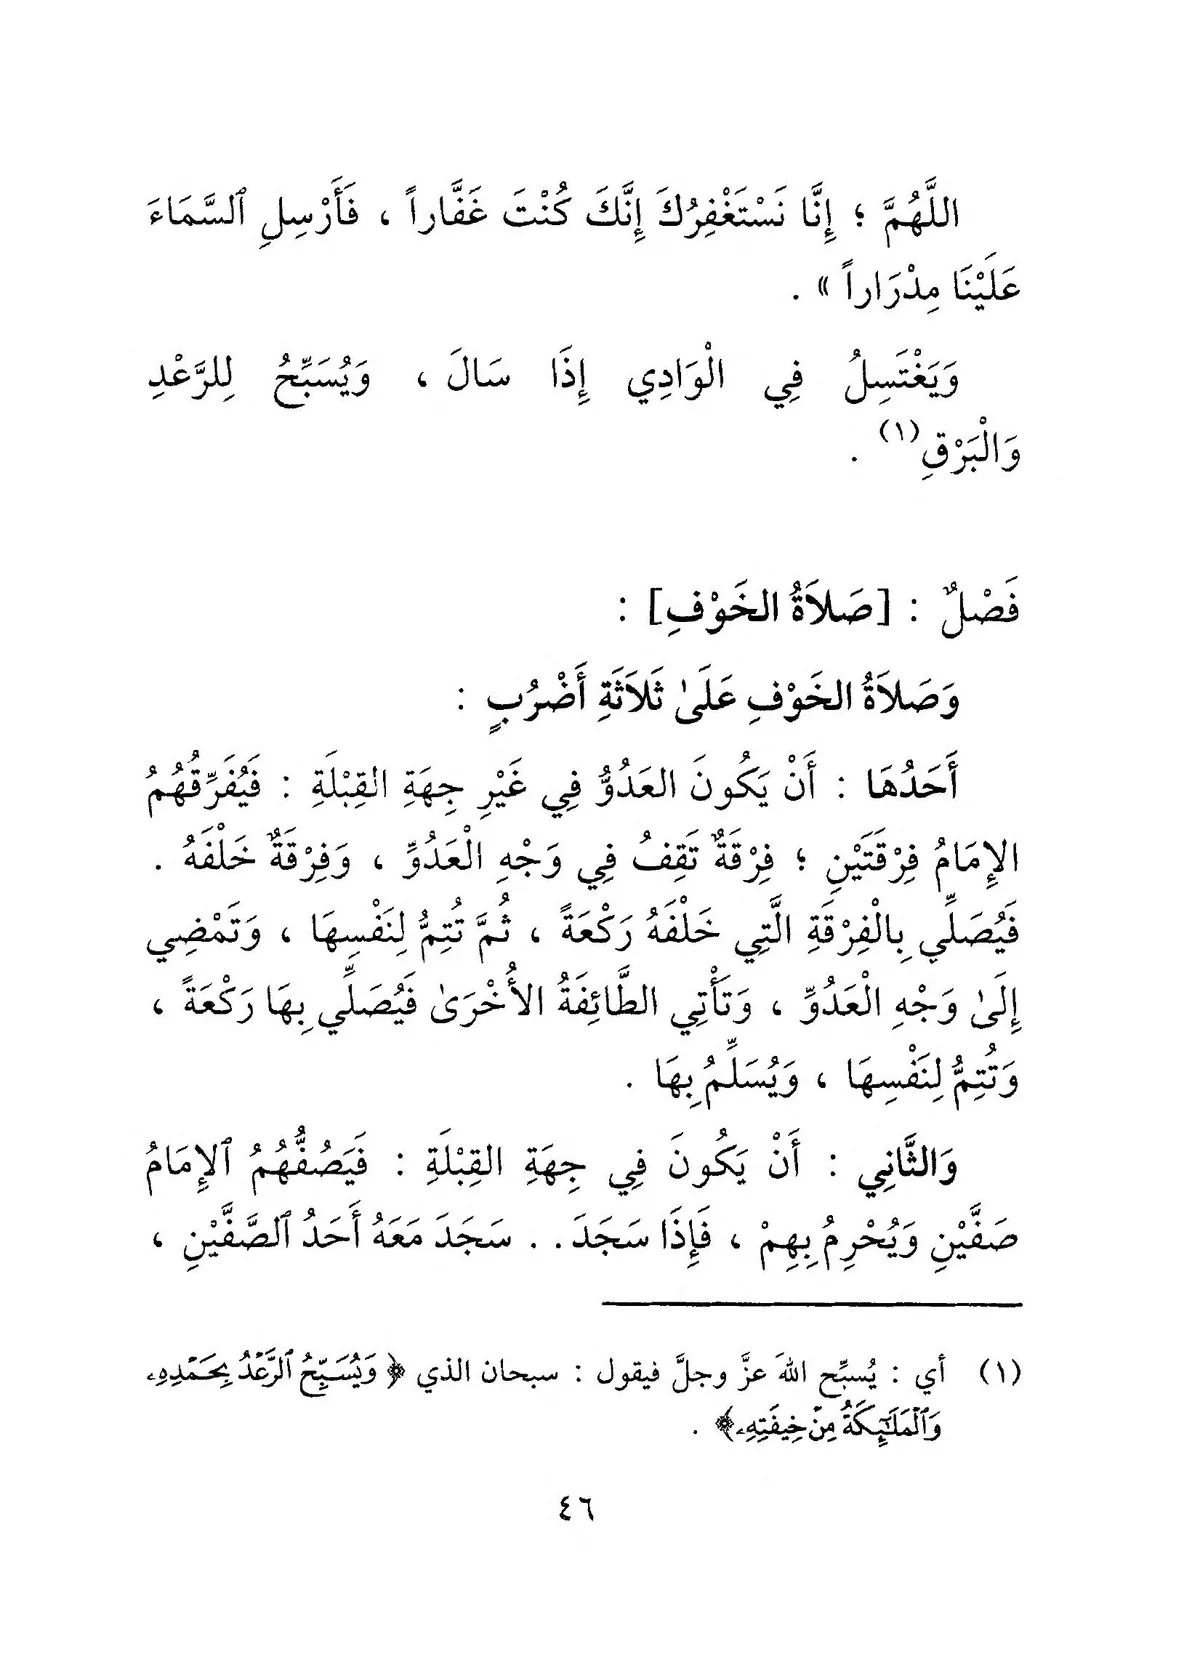 اللَّهُمَّ ؛ إِنَّا نَسْتَغْفِرُكَ إِنَّكَ كُنْتَ غَفَّاراً ، فَأَرْسِلِ ٱلسَّمَاءَ
عَلَيْنَا مِدْرَاراً » .
وَيَغْتَسِلُ فِي الْوَادِي إِذَا سَالَ ، وَيُسَبِّحُ لِلرَّعْدِ
وَالْبَرْقِ(١) .
فَصْلٌ : [صَلاَةُ الخَوْفِ] :
وَصَلاَةُ الخَوْفِ عَلَىٰ ثَلاَثَةِ أَضْرُبٍ :
أَحَدُهَا : أَنْ يَكُونَ العَدُوُّ فِي غَيْرِ جِهَةِ القِبْلَةِ : فَيُفَرِّقُهُمُ
الإِمَامُ فِرْقَتَيْنِ ؛ فِرْقَةٌ تَقِفُ فِي وَجْهِ الْعَدُوِّ ، وَفِرْقَةٌ خَلْفَهُ .
فَيُصَلِّي بِالْفِرْقَةِ الَّتِي خَلْفَهُ رَكْعَةً ، ثُمَّ تُتِمُّ لِنَفْسِهَا ، وَتَمْضِي
إِلَىٰ وَجْهِ الْعَدُوِّ ، وَتَأْتِي الطَّائِفَةُ الأُخْرَىٰ فَيُصَلِّي بِهَا رَكْعَةً ،
وَتُتِمُّ لِنَفْسِهَا ، وَيُسَلِّمُ بِهَا .
وَالثَّانِي : أَنْ يَكُونَ فِي جِهَةِ القِبْلَةِ : فَيَصُفُّهُمُ ٱلإِمَامُ
صَفَّيْنِ وَيُحْرِمُ بِهِمْ ، فَإِذَا سَجَدَ . . سَجَدَ مَعَهُ أَحَدُ ٱلصَّفَّيْنِ ،
(١) أي : يُسبِّح اللهَ عزَّ وجلَّ فيقول : سبحان الذي ﴿ وَيُسَبِّحُ ٱلرَّعْدُ بِحَمْدِهِۦ
وَٱلْمَلَٰٓئِكَةُ مِنْ خِيفَتِهِۦ﴾ .
٤٦